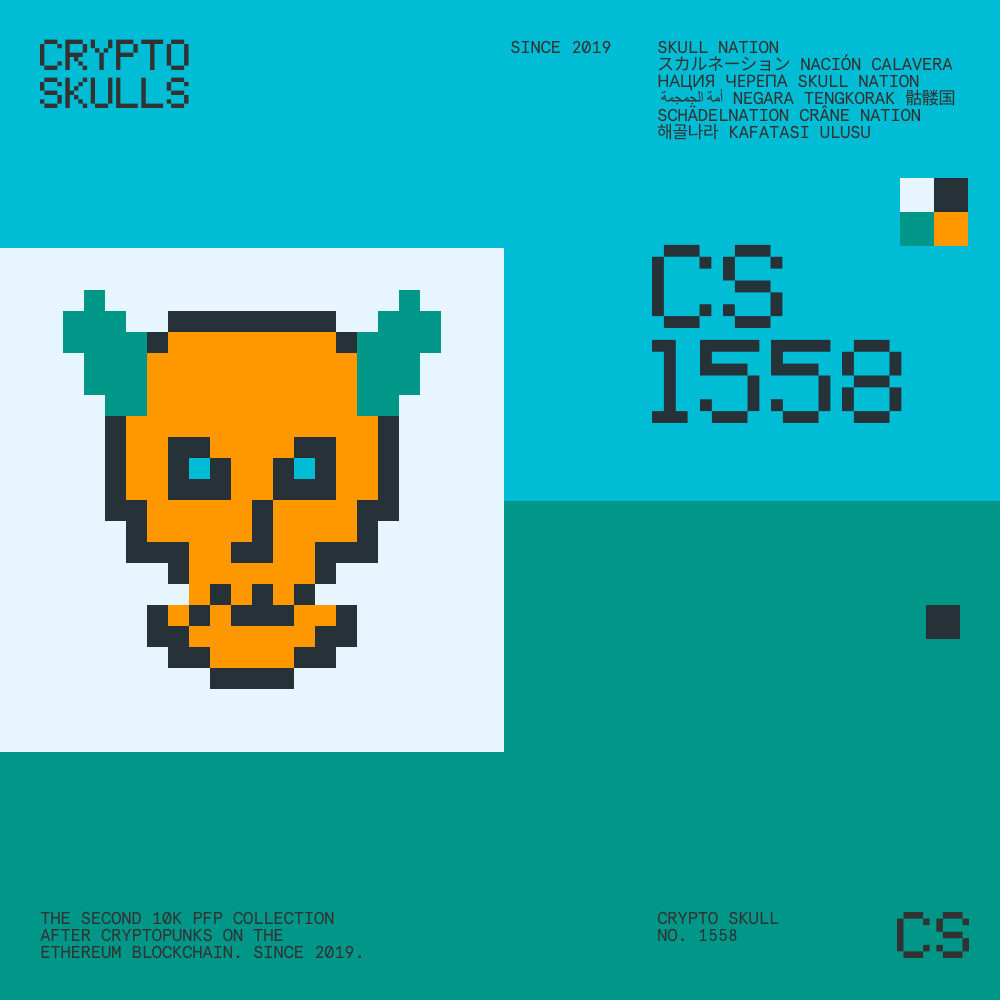 CRYPTO
SKULLS
SINCE 2019
SKULL NATION
スカルネーション NACIÓN CALAVERA
НАЦИЯ ЧЕРЕПА SKULL NATION
أمة الجمجمة NEGARA TENGKORAK 骷髅国
SCHÄDELNATION CRÂNE NATION
해골나라 KAFATASI ULUSU
CS
1558
THE SECOND 10K PFP COLLECTION
AFTER CRYPTOPUNKS ON THE
ETHEREUM BLOCKCHAIN. SINCE 2019.
CRYPTO SKULL
NO. 1558
CS